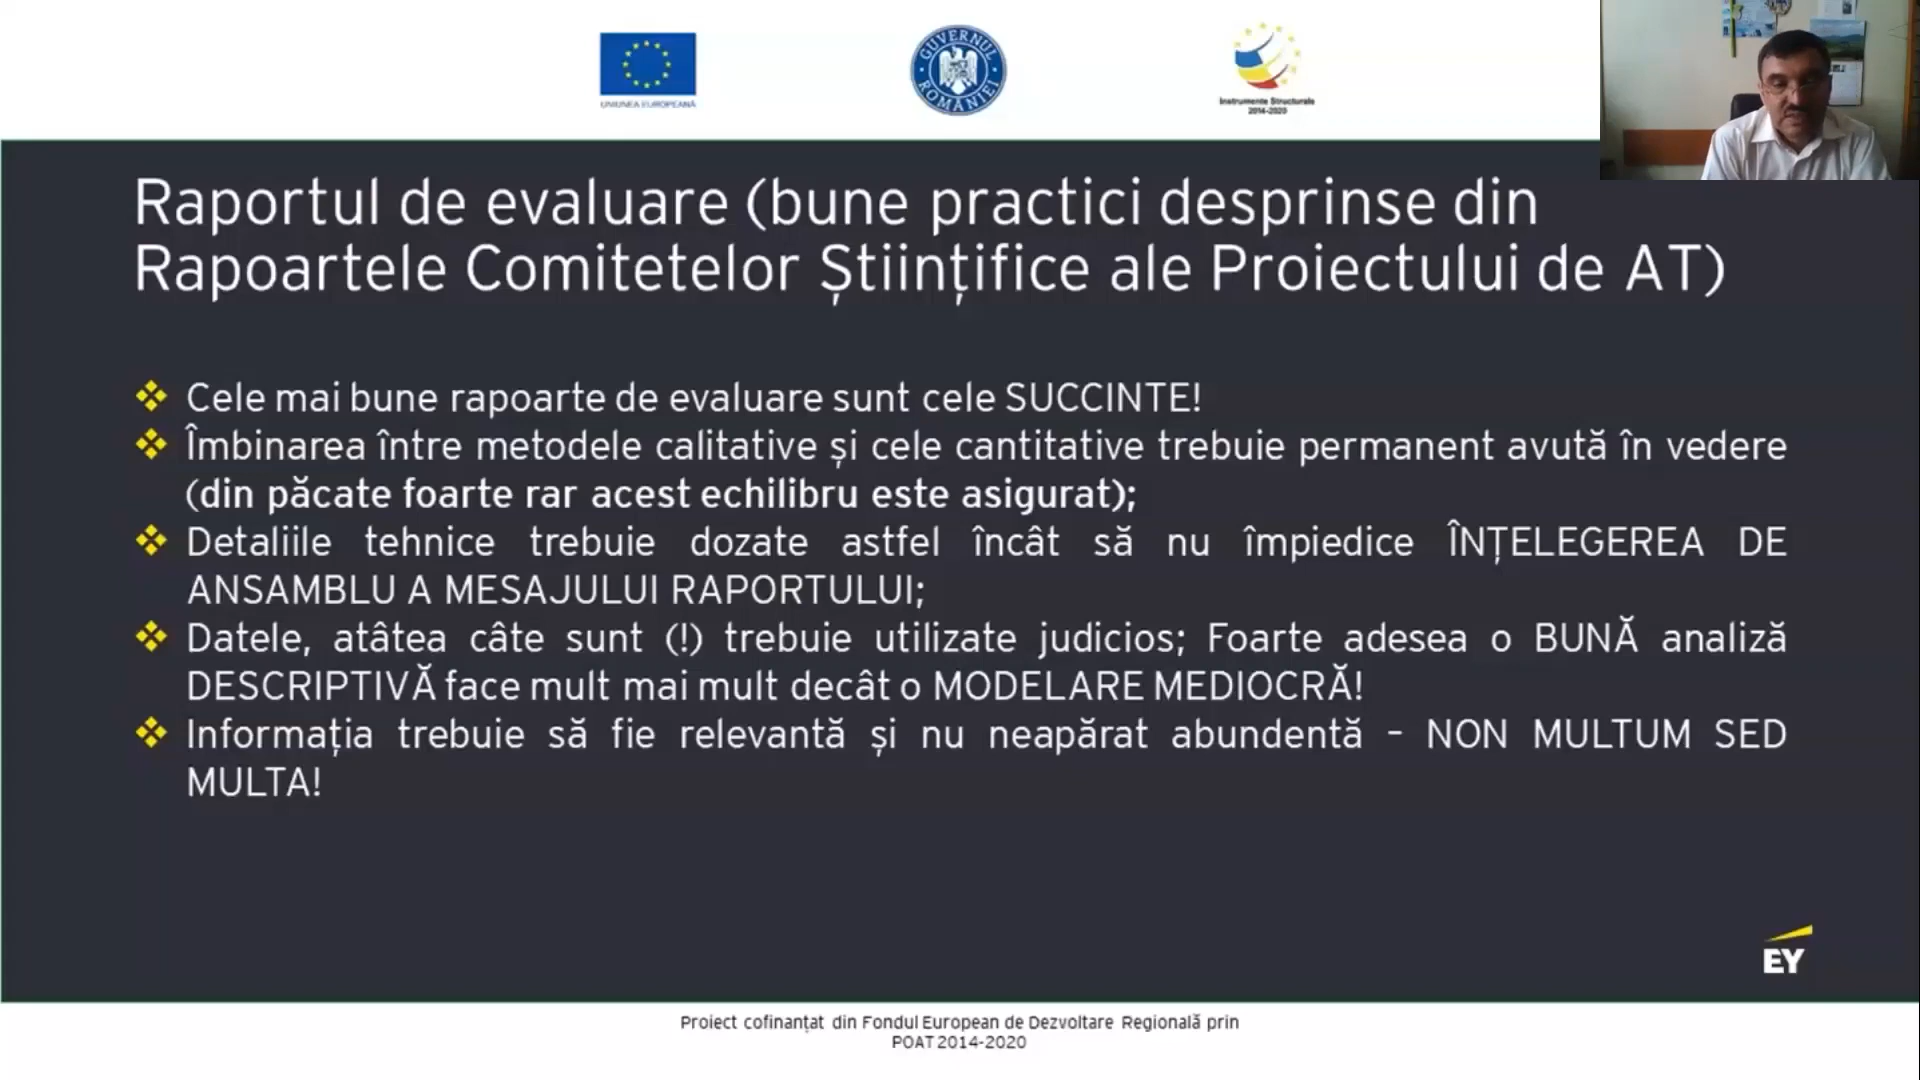 UNIUNEA EUROPEANĂ
GUVERNUL ROMÂNIEI
Instrumente Structurale
2014-2020
Raportul de evaluare (bune practici desprinse din
Rapoartele Comitetelor Științifice ale Proiectului de AT)
Cele mai bune rapoarte de evaluare sunt cele SUCCINTE!
Îmbinarea între metodele calitative și cele cantitative trebuie permanent avută în vedere
(din păcate foarte rar acest echilibru este asigurat);
Detaliile tehnice trebuie dozate astfel încât să nu împiedice ÎNȚELEGEREA DE
ANSAMBLU A MESAJULUI RAPORTULUI;
Datele, atâtea câte sunt (!) trebuie utilizate judicios; Foarte adesea o BUNĂ analiză
DESCRIPTIVĂ face mult mai mult decât o MODELARE MEDIOCRĂ!
Informația trebuie să fie relevantă și nu neapărat abundentă – NON MULTUM SED
MULTA!
EY
Proiect cofinanțat din Fondul European de Dezvoltare Regională prin
POAT 2014-2020